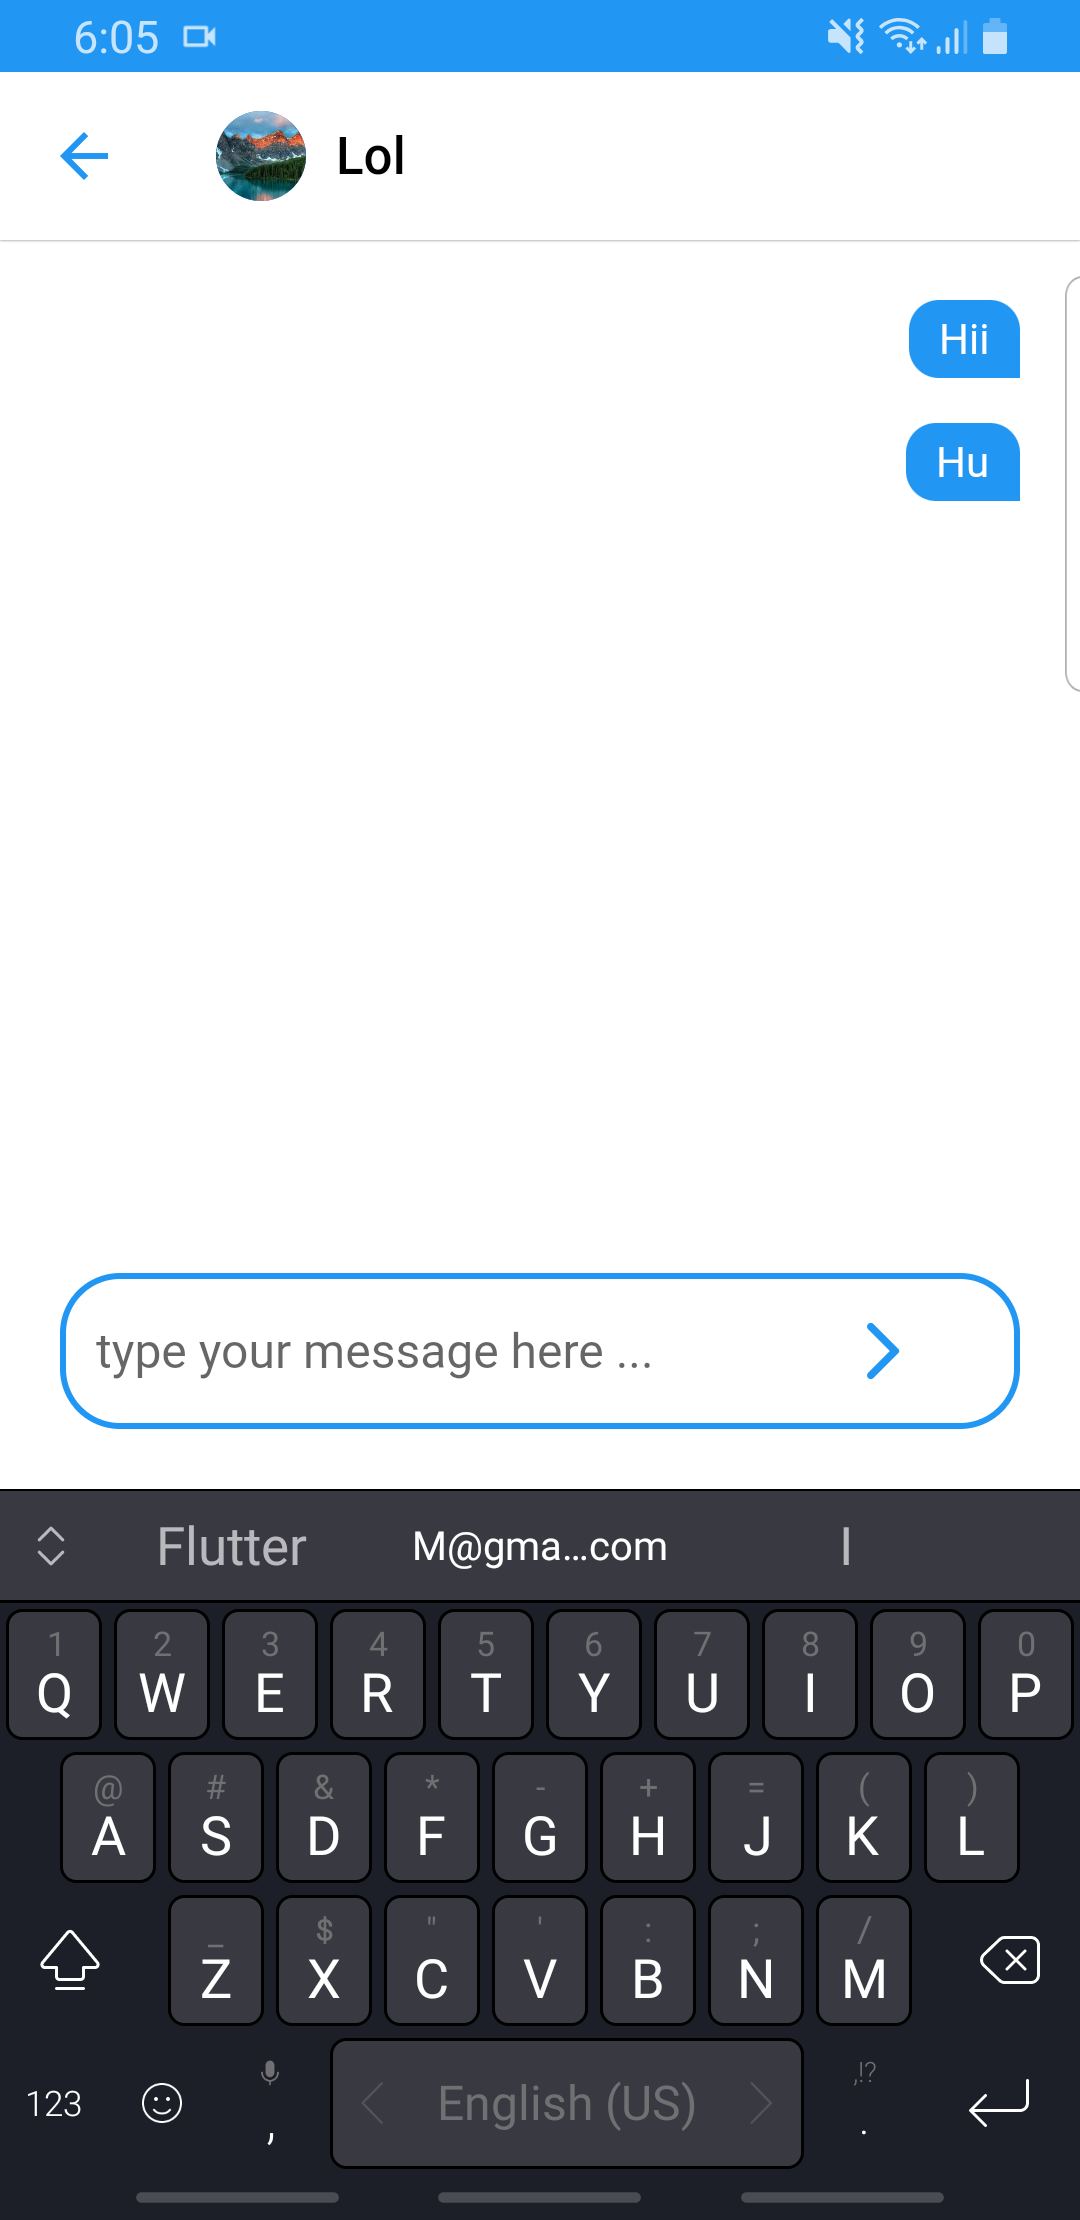 6:05
Lol
Hii
Hu
type your message here ...
Flutter M@gma...com I
1 2 3 4 5 6 7 8 9 0
Q W E R T Y U I O P
@ # & * - + = ( )
A S D F G H J K L
_ $ " ' : ; /
Z X C V B N M
,!?
123 , English (US) .